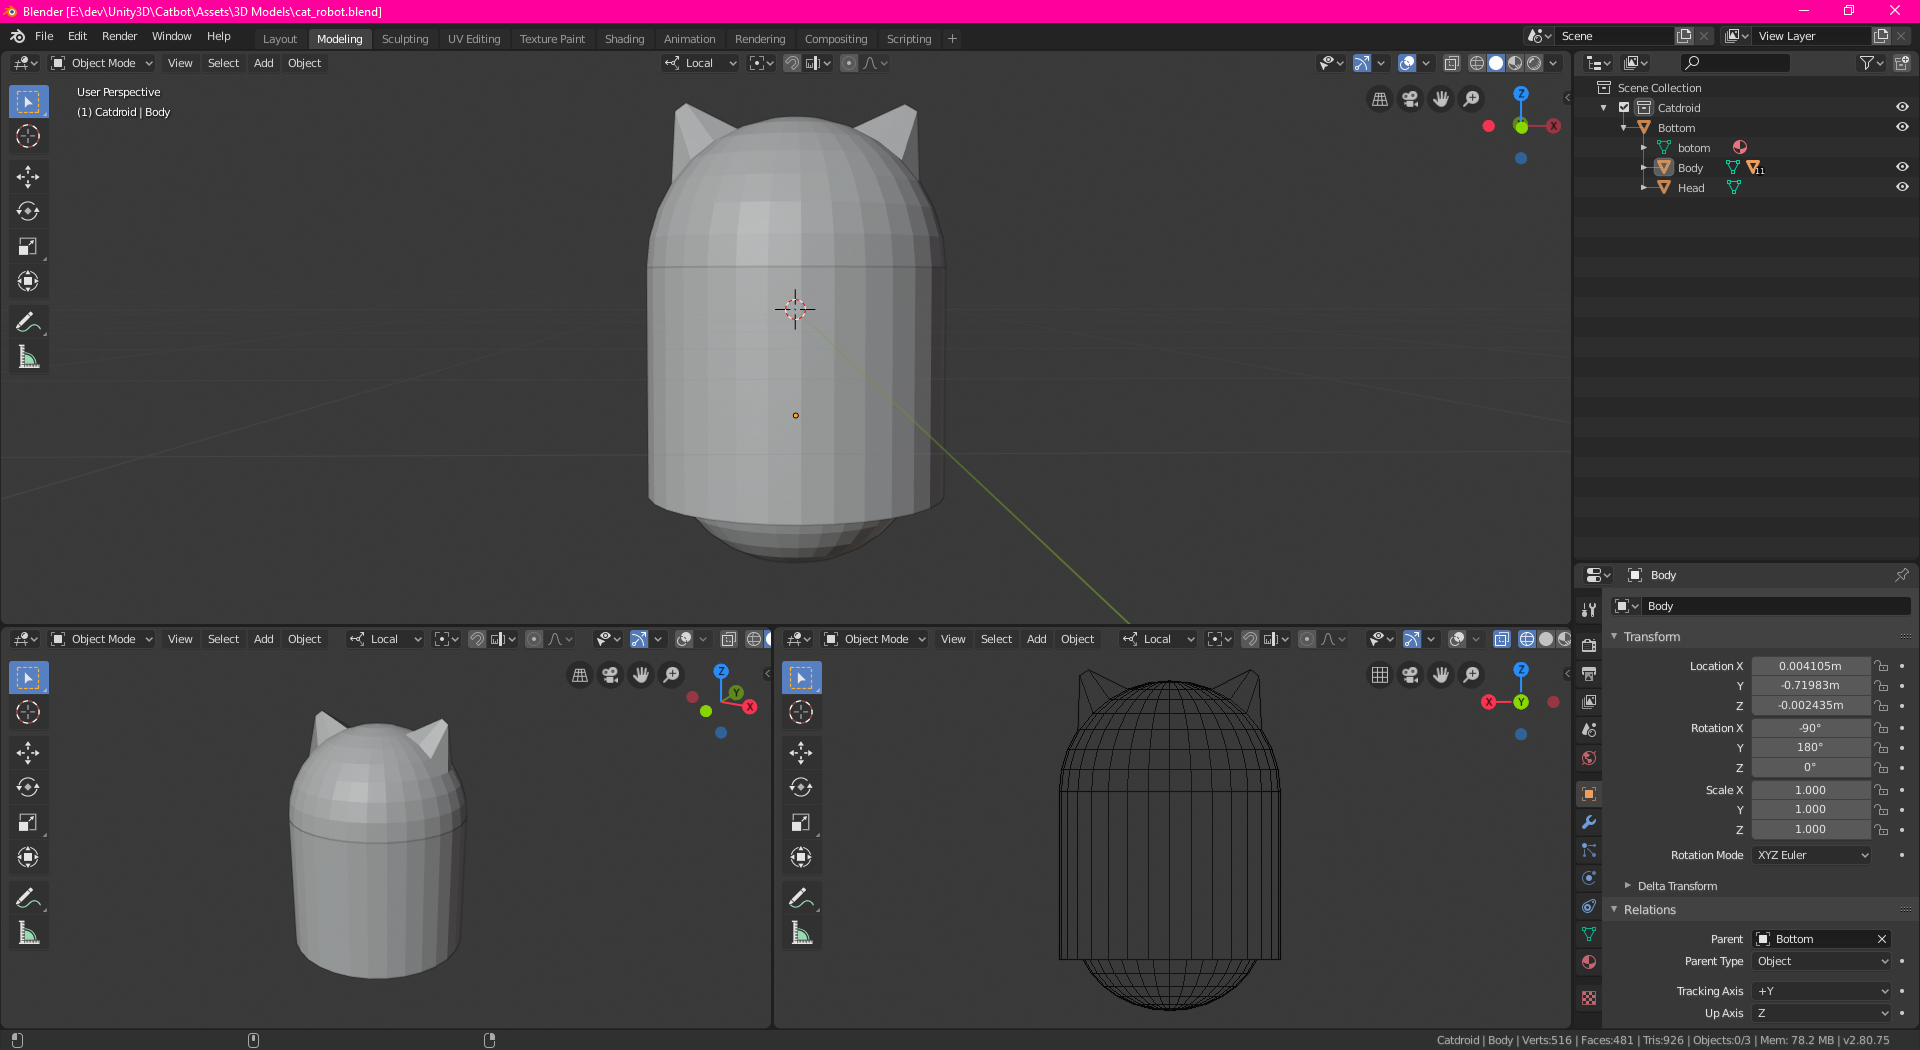 Blender [E:\dev\Unity3D\Catbot\Assets\3D Models\cat_robot.blend]
File Edit Render Window Help Layout Modeling Sculpting UV Editing Texture Paint Shading Animation Rendering Compositing Scripting + Scene View Layer
Object Mode View Select Add Object Local
User Perspective
(1) Catdroid | Body
Z
X
Scene Collection
Catdroid
Bottom
botom
Body 11
Head
Object Mode View Select Add Object Local
Z
Y
X
Object Mode View Select Add Object Local
Z
X Y
Body
Body
Transform
Location X 0.004105m
Y -0.71983m
Z -0.002435m
Rotation X -90°
Y 180°
Z 0°
Scale X 1.000
Y 1.000
Z 1.000
Rotation Mode XYZ Euler
Delta Transform
Relations
Parent Bottom
Parent Type Object
Tracking Axis +Y
Up Axis Z
Catdroid | Body | Verts:516 | Faces:481 | Tris:926 | Objects:0/3 | Mem: 78.2 MB | v2.80.75